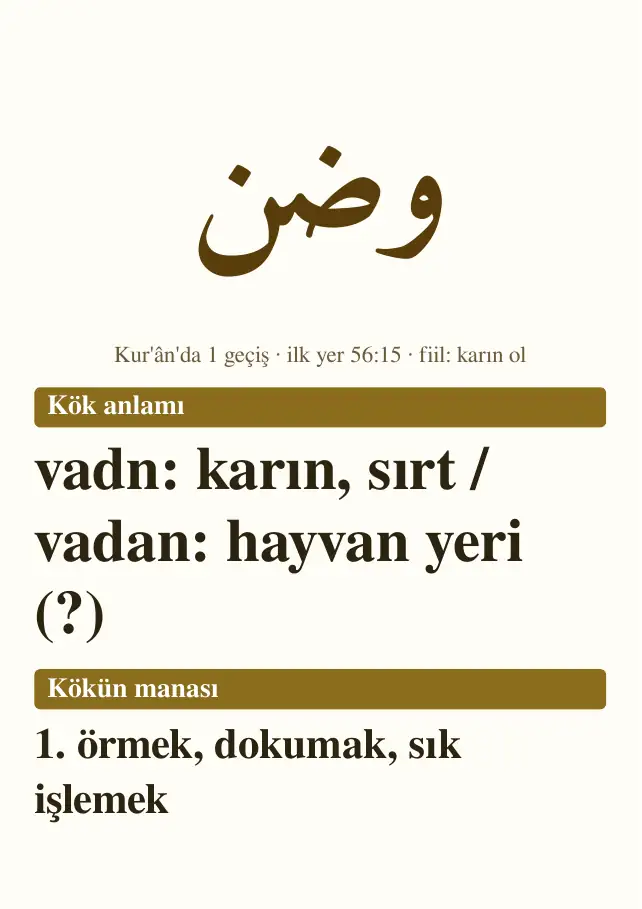 وضن
Kur'ân'da 1 geçiş · ilk yer 56:15 · fiil: karın ol
Kök anlamı
vadn: karın, sırt /
vadan: hayvan yeri
(?)
Kökün manası
1. örmek, dokumak, sık
işlemek